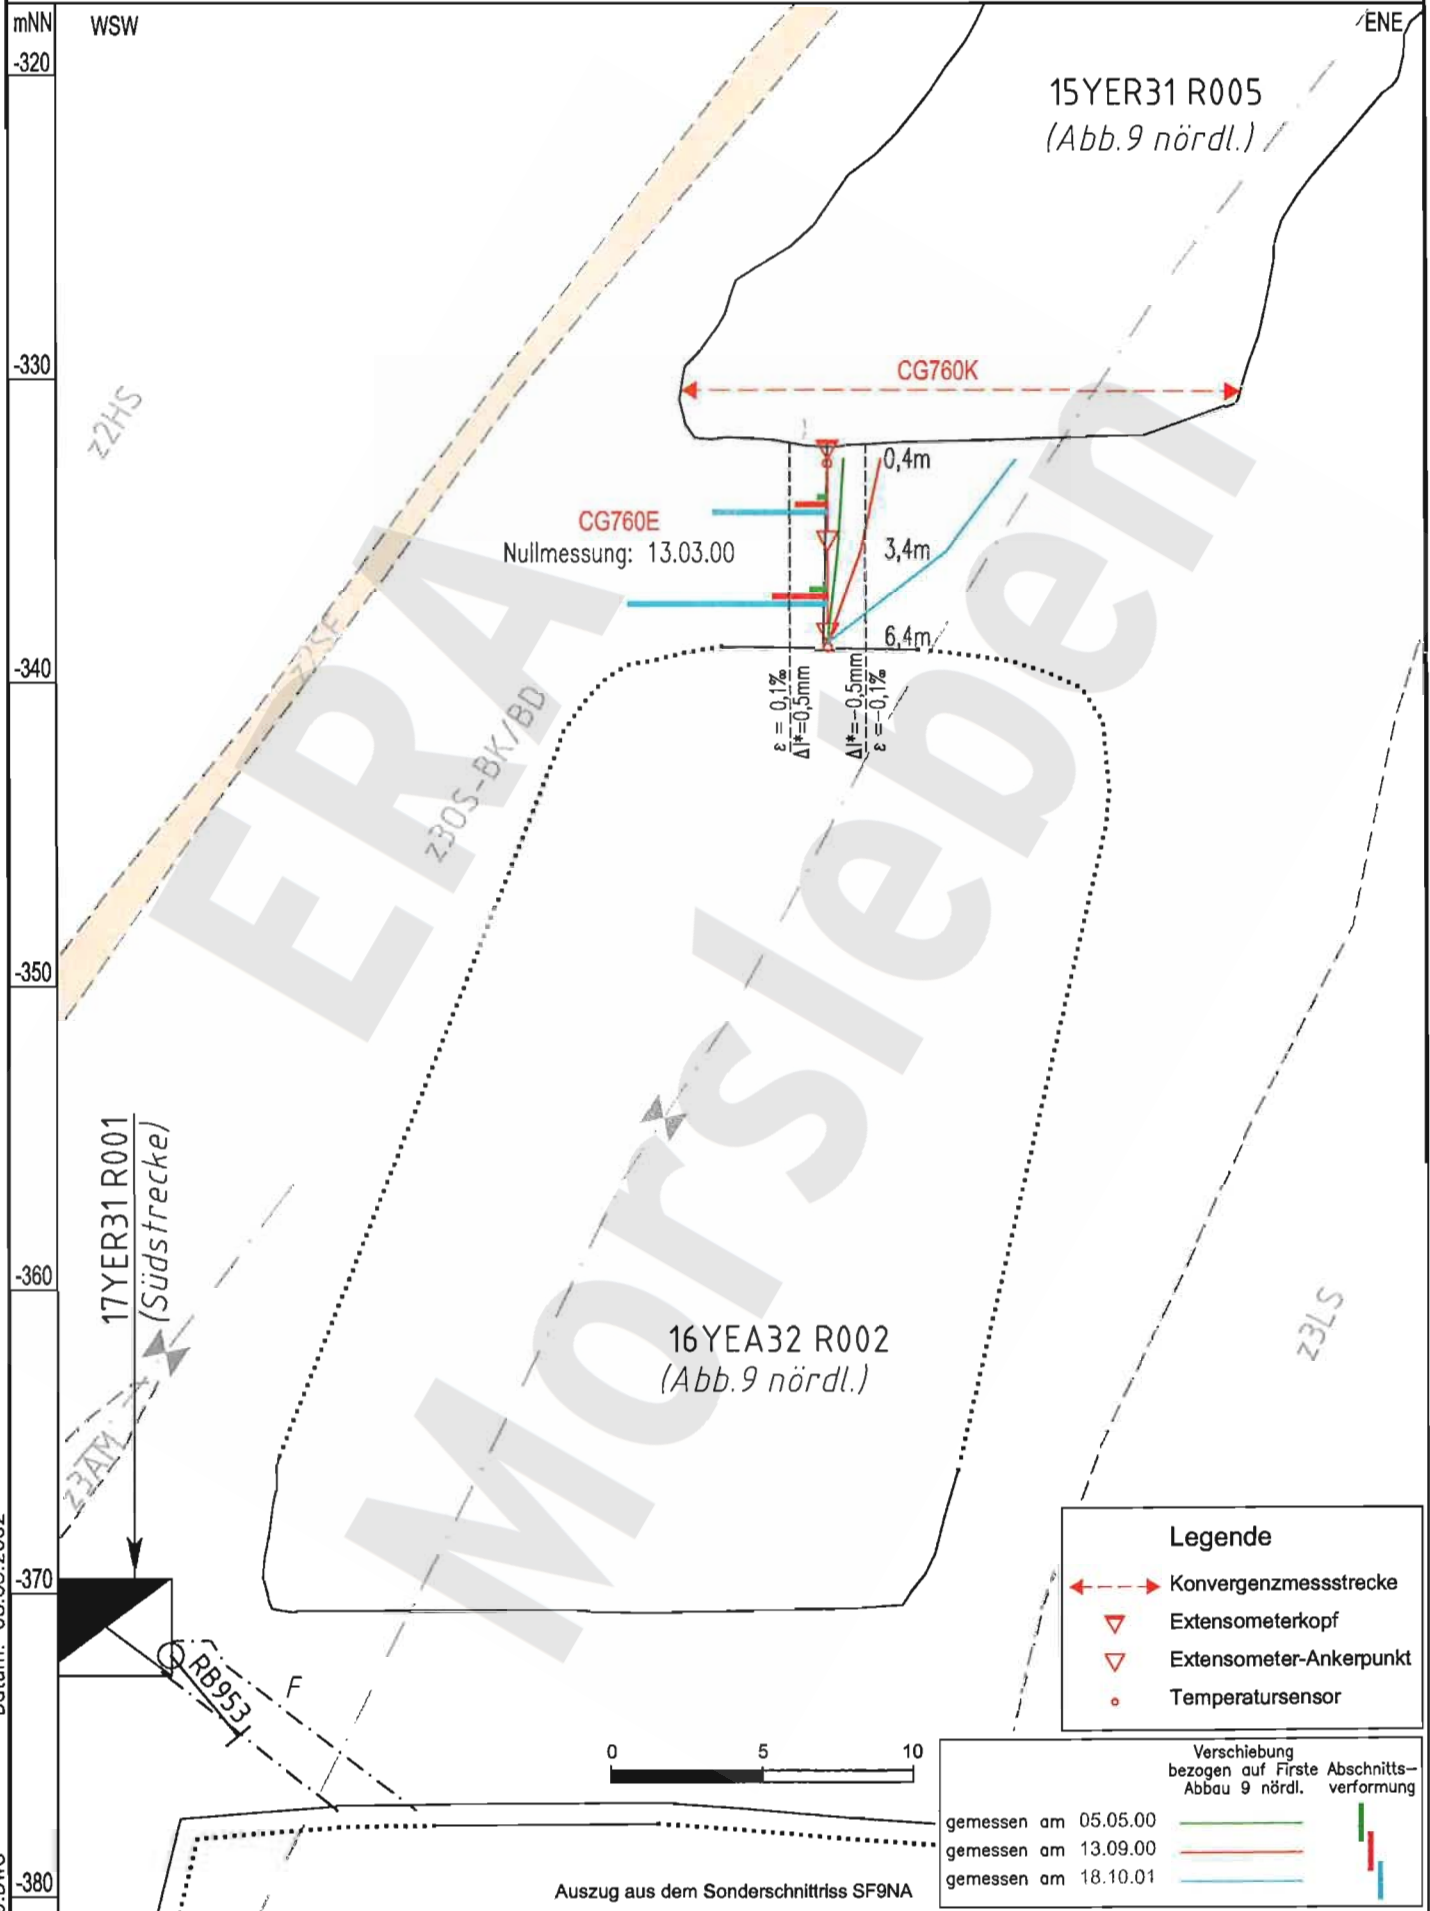 mNN
WSW
ENE
-320
-330
-340
-350
-360
-370
-380
15YER31 R005
(Abb.9 nördl.)
z2HS
CG760K
0,4m
CG760E
Nullmessung: 13.03.00
3,4m
6,4m
z2SF
z3OS-BK/BD
ε = 0,1‰
Δl*=0,5mm
Δl*=-0,5mm
ε =-0,1‰
ERA
Morsleben
17YER31 R001
(Südstrecke)
16YEA32 R002
(Abb.9 nördl.)
z3LS
z3AM
RB953
F
Legende
Konvergenzmessstrecke
Extensometerkopf
Extensometer-Ankerpunkt
Temperatursensor
0 5 10
Verschiebung
bezogen auf Firste
Abbau 9 nördl.
Abschnitts-
verformung
gemessen am 05.05.00
gemessen am 13.09.00
gemessen am 18.10.01
Auszug aus dem Sonderschnittriss SF9NA